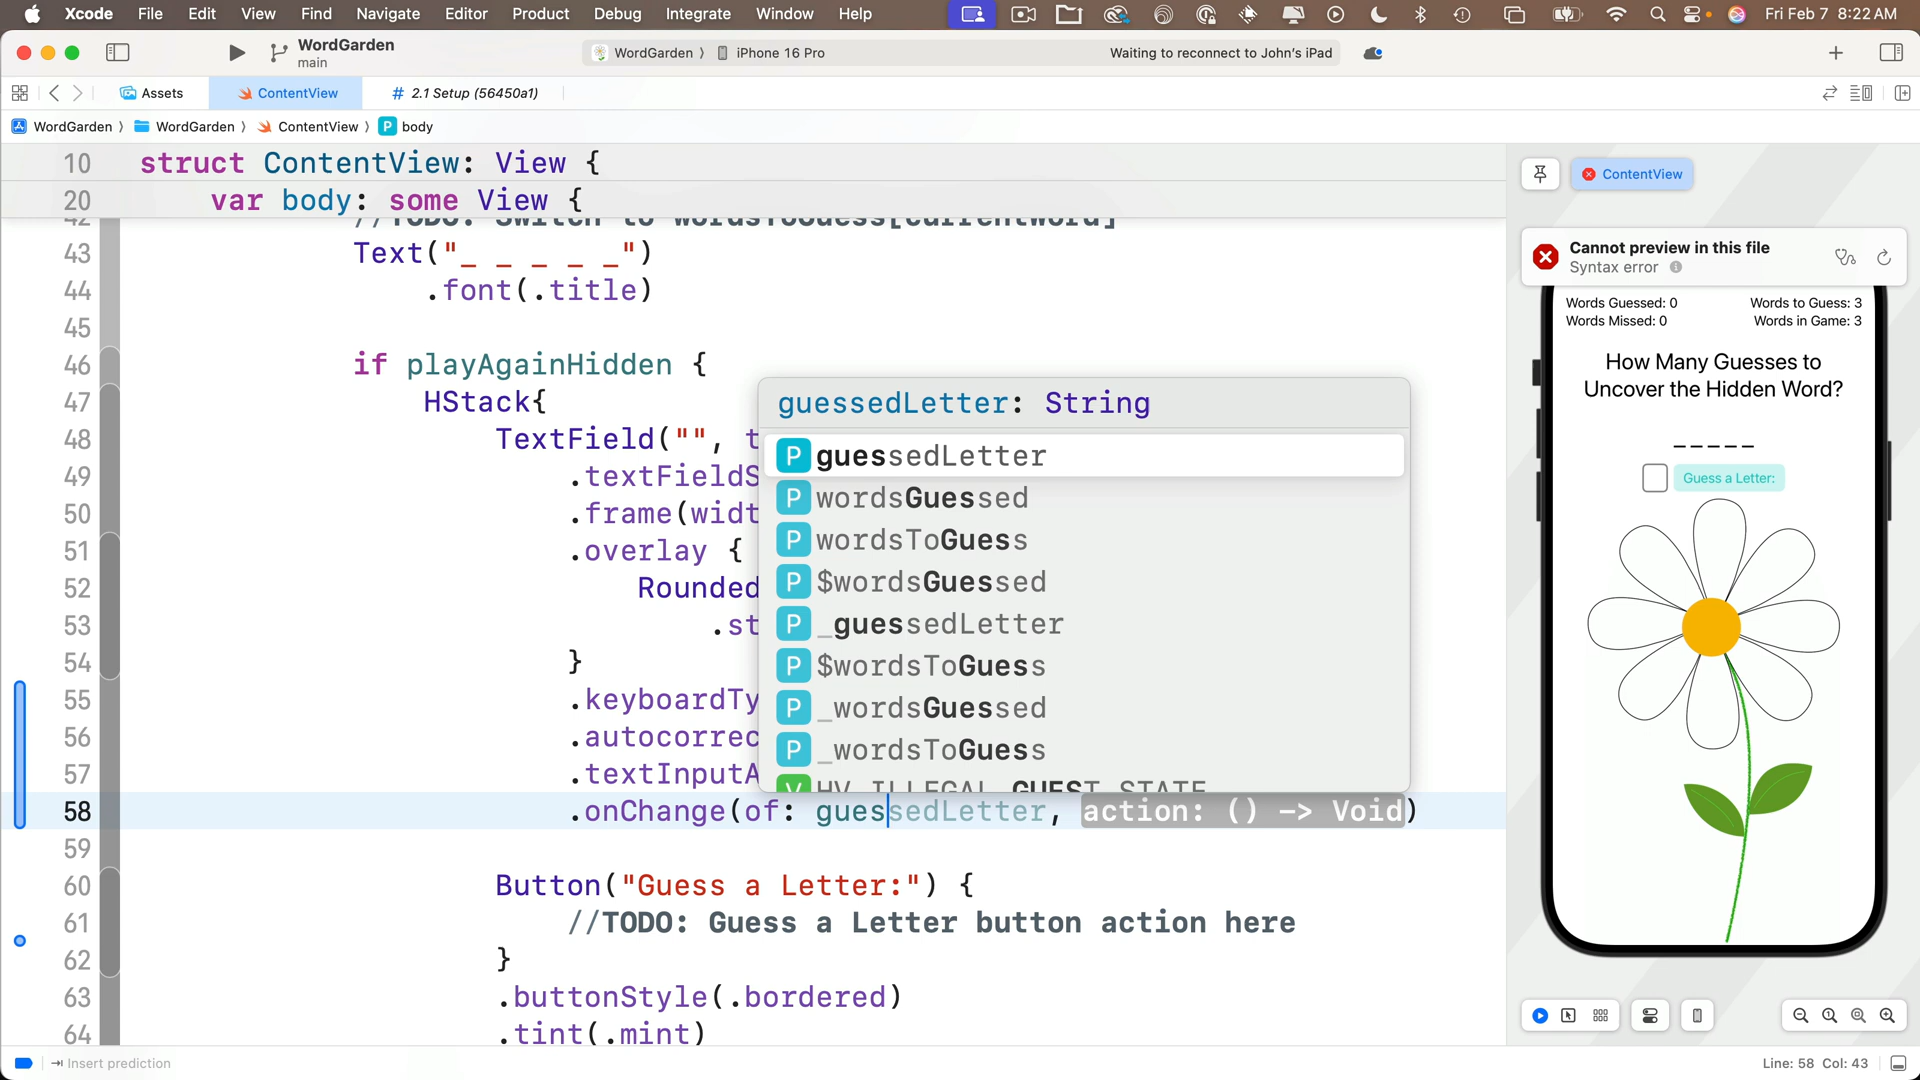 Xcode File Edit View Find Navigate Editor Product Debug Integrate Window Help Fri Feb 7 8:22 AM
WordGarden
main
WordGarden 〉 iPhone 16 Pro Waiting to reconnect to John's iPad
Assets ContentView # 2.1 Setup (56450a1)
WordGarden 〉 WordGarden 〉 ContentView 〉 P body
10 struct ContentView: View {
20 var body: some View {
42 //TODO: Switch to wordsToGuess[currentWord]
43 Text("_ _ _ _ _")
44 .font(.title)
45
46 if playAgainHidden {
47 HStack{
48 TextField("", t
49 .textFieldS
50 .frame(widt
51 .overlay {
52 Rounded
53 .st
54 }
55 .keyboardTy
56 .autocorrec
57 .textInputA
58 .onChange(of: guessedLetter, action: () -> Void)
59
60 Button("Guess a Letter:") {
61 //TODO: Guess a Letter button action here
62 }
63 .buttonStyle(.bordered)
64 .tint(.mint)
guessedLetter: String
P guessedLetter
P wordsGuessed
P wordsToGuess
P $wordsGuessed
P _guessedLetter
P $wordsToGuess
P _wordsGuessed
P _wordsToGuess
V HV_ILLEGAL_GUEST_STATE
ContentView
Cannot preview in this file
Syntax error
Words Guessed: 0 Words to Guess: 3
Words Missed: 0 Words in Game: 3
How Many Guesses to
Uncover the Hidden Word?
_ _ _ _ _
Guess a Letter:
Insert prediction
Line: 58 Col: 43